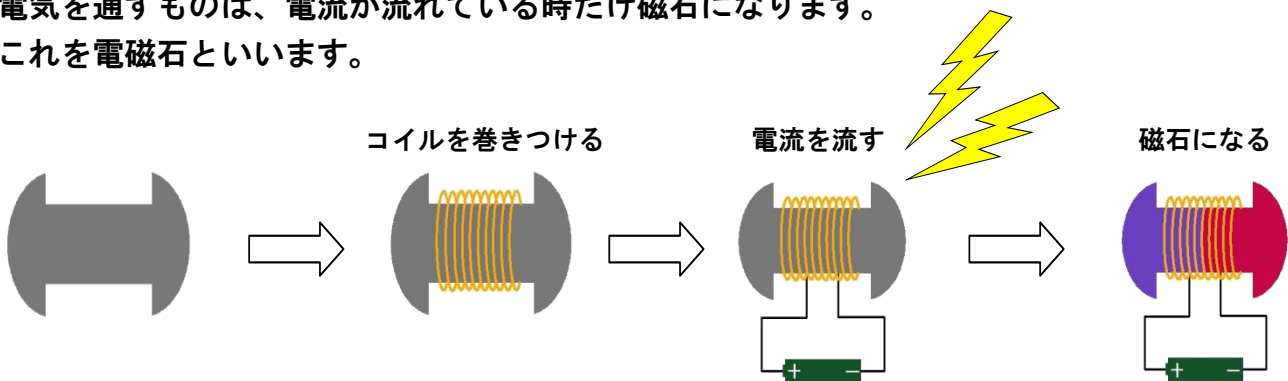 電気を通すものは、電流が流れている時だけ磁石になります。
これを電磁石といいます。
コイルを巻きつける
電流を流す
磁石になる
+ −
+ −